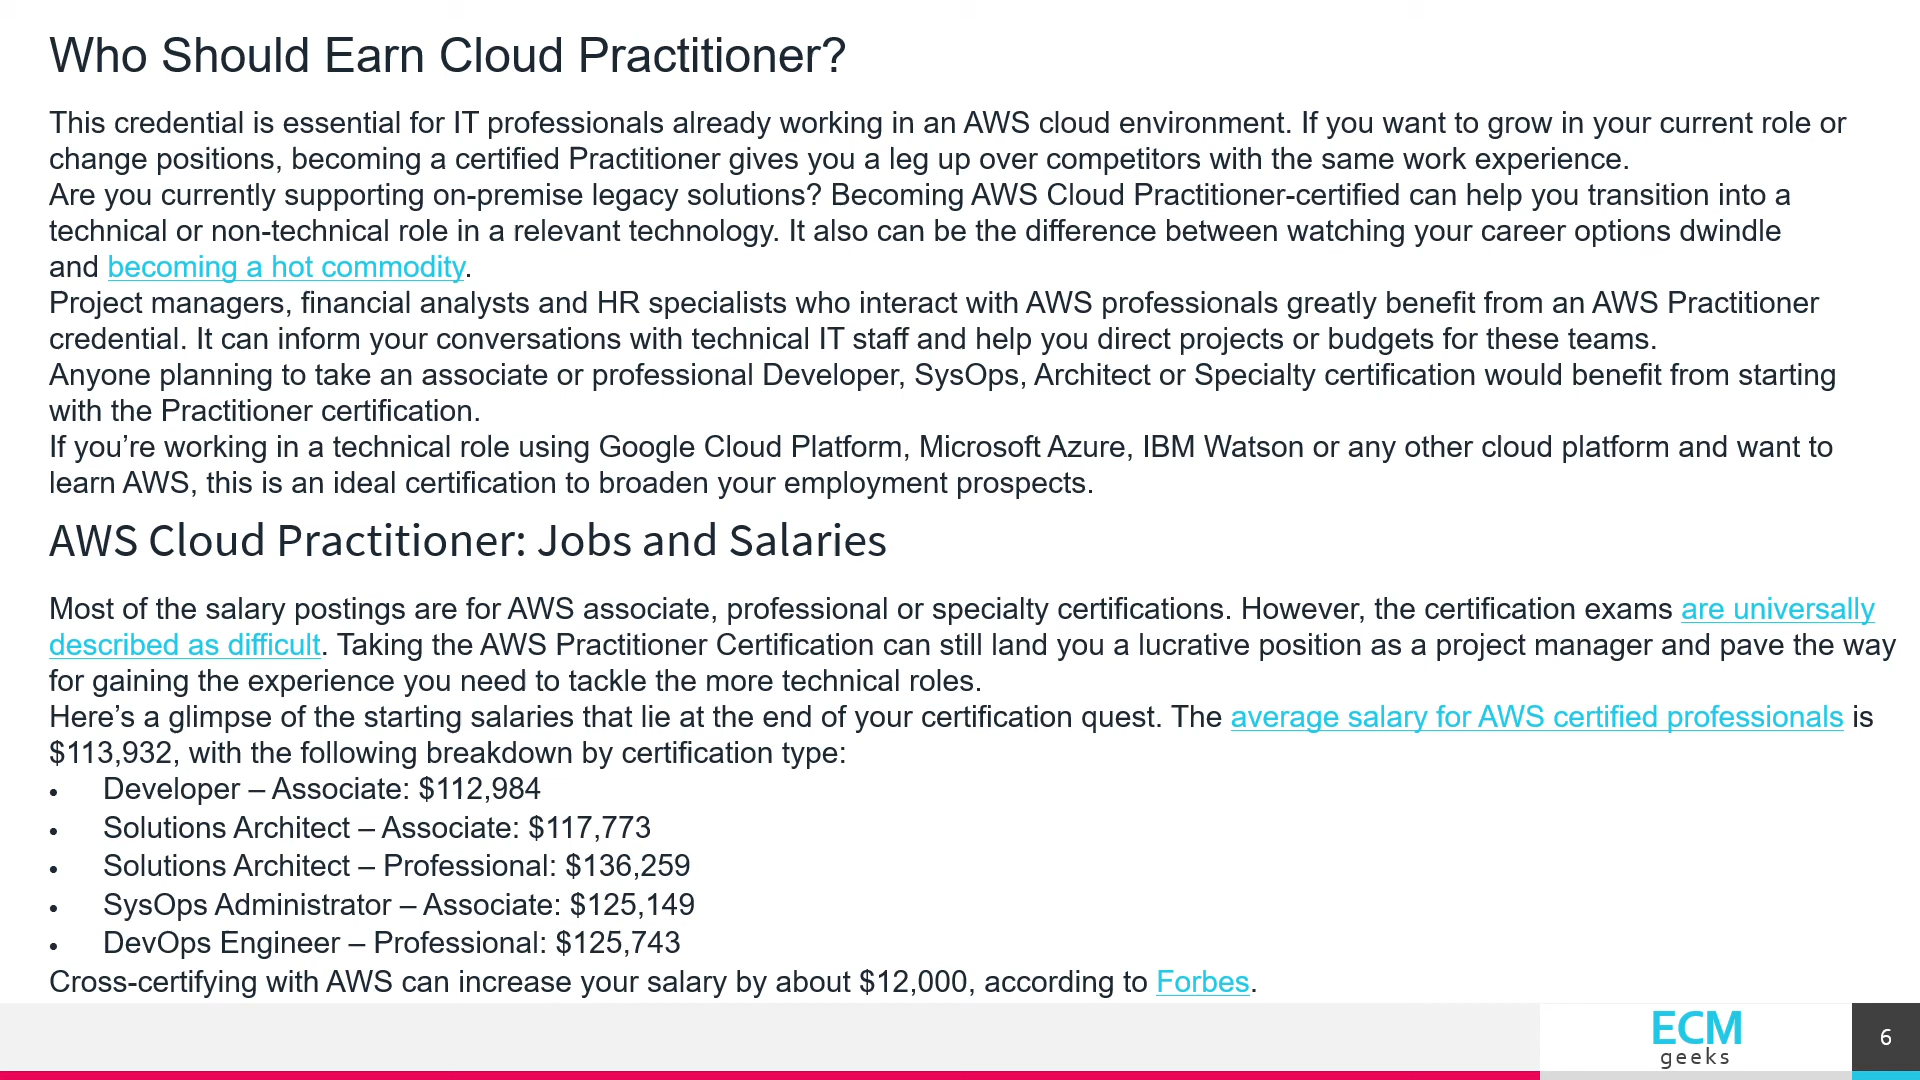 Who Should Earn Cloud Practitioner?
This credential is essential for IT professionals already working in an AWS cloud environment. If you want to grow in your current role or
change positions, becoming a certified Practitioner gives you a leg up over competitors with the same work experience.
Are you currently supporting on-premise legacy solutions? Becoming AWS Cloud Practitioner-certified can help you transition into a
technical or non-technical role in a relevant technology. It also can be the difference between watching your career options dwindle
and becoming a hot commodity.
Project managers, financial analysts and HR specialists who interact with AWS professionals greatly benefit from an AWS Practitioner
credential. It can inform your conversations with technical IT staff and help you direct projects or budgets for these teams.
Anyone planning to take an associate or professional Developer, SysOps, Architect or Specialty certification would benefit from starting
with the Practitioner certification.
If you’re working in a technical role using Google Cloud Platform, Microsoft Azure, IBM Watson or any other cloud platform and want to
learn AWS, this is an ideal certification to broaden your employment prospects.
AWS Cloud Practitioner: Jobs and Salaries
Most of the salary postings are for AWS associate, professional or specialty certifications. However, the certification exams are universally
described as difficult. Taking the AWS Practitioner Certification can still land you a lucrative position as a project manager and pave the way
for gaining the experience you need to tackle the more technical roles.
Here’s a glimpse of the starting salaries that lie at the end of your certification quest. The average salary for AWS certified professionals is
$113,932, with the following breakdown by certification type:
• Developer – Associate: $112,984
• Solutions Architect – Associate: $117,773
• Solutions Architect – Professional: $136,259
• SysOps Administrator – Associate: $125,149
• DevOps Engineer – Professional: $125,743
Cross-certifying with AWS can increase your salary by about $12,000, according to Forbes.
ECM
geeks
6